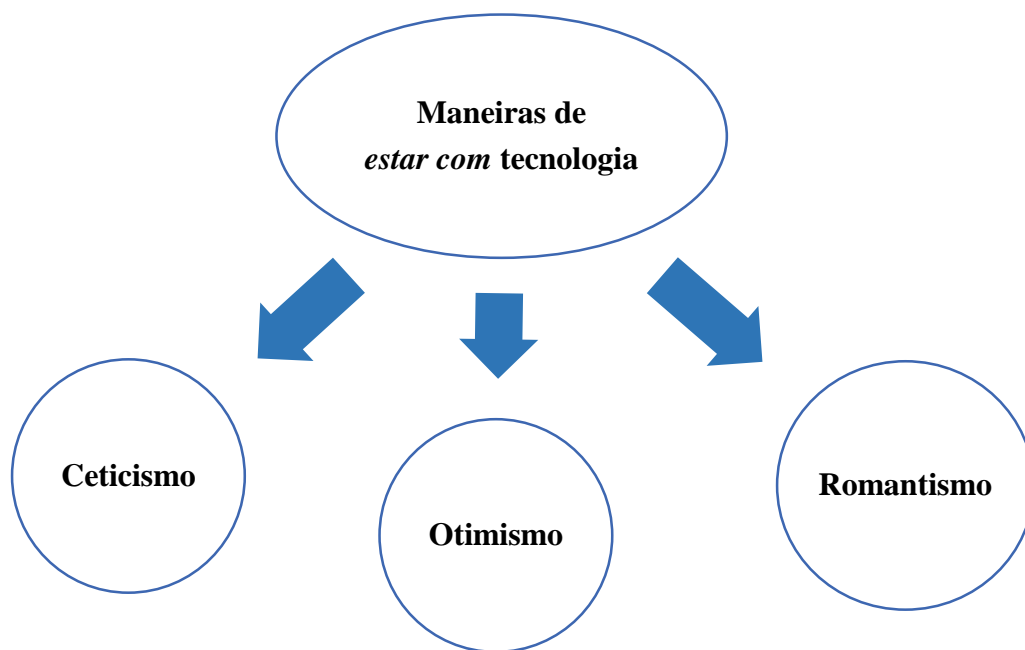 Maneiras de
estar com tecnologia
Ceticismo
Otimismo
Romantismo